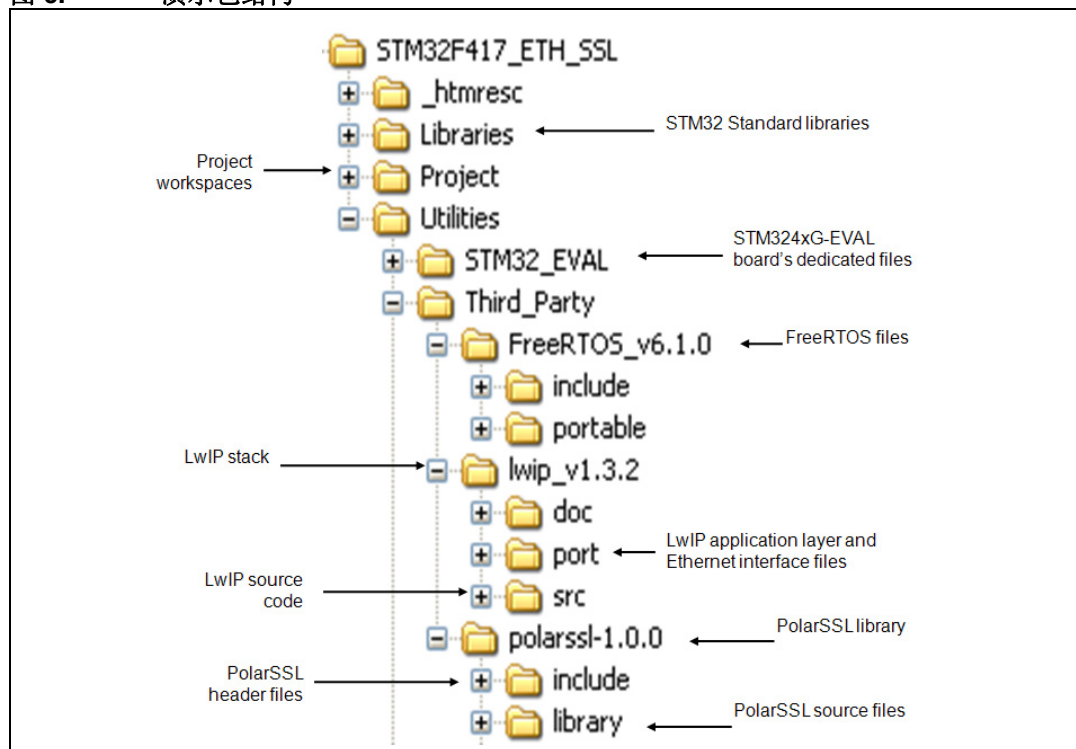 STM32F417_ETH_SSL
_htmresc
Libraries
STM32 Standard libraries
Project
workspaces
Project
Utilities
STM32_EVAL
STM324xG-EVAL
board's dedicated files
Third_Party
FreeRTOS_v6.1.0
FreeRTOS files
include
portable
LwIP stack
lwip_v1.3.2
doc
port
LwIP application layer and
Ethernet interface files
LwIP source
code
src
polarssl-1.0.0
PolarSSL library
PolarSSL
header files
include
library
PolarSSL source files